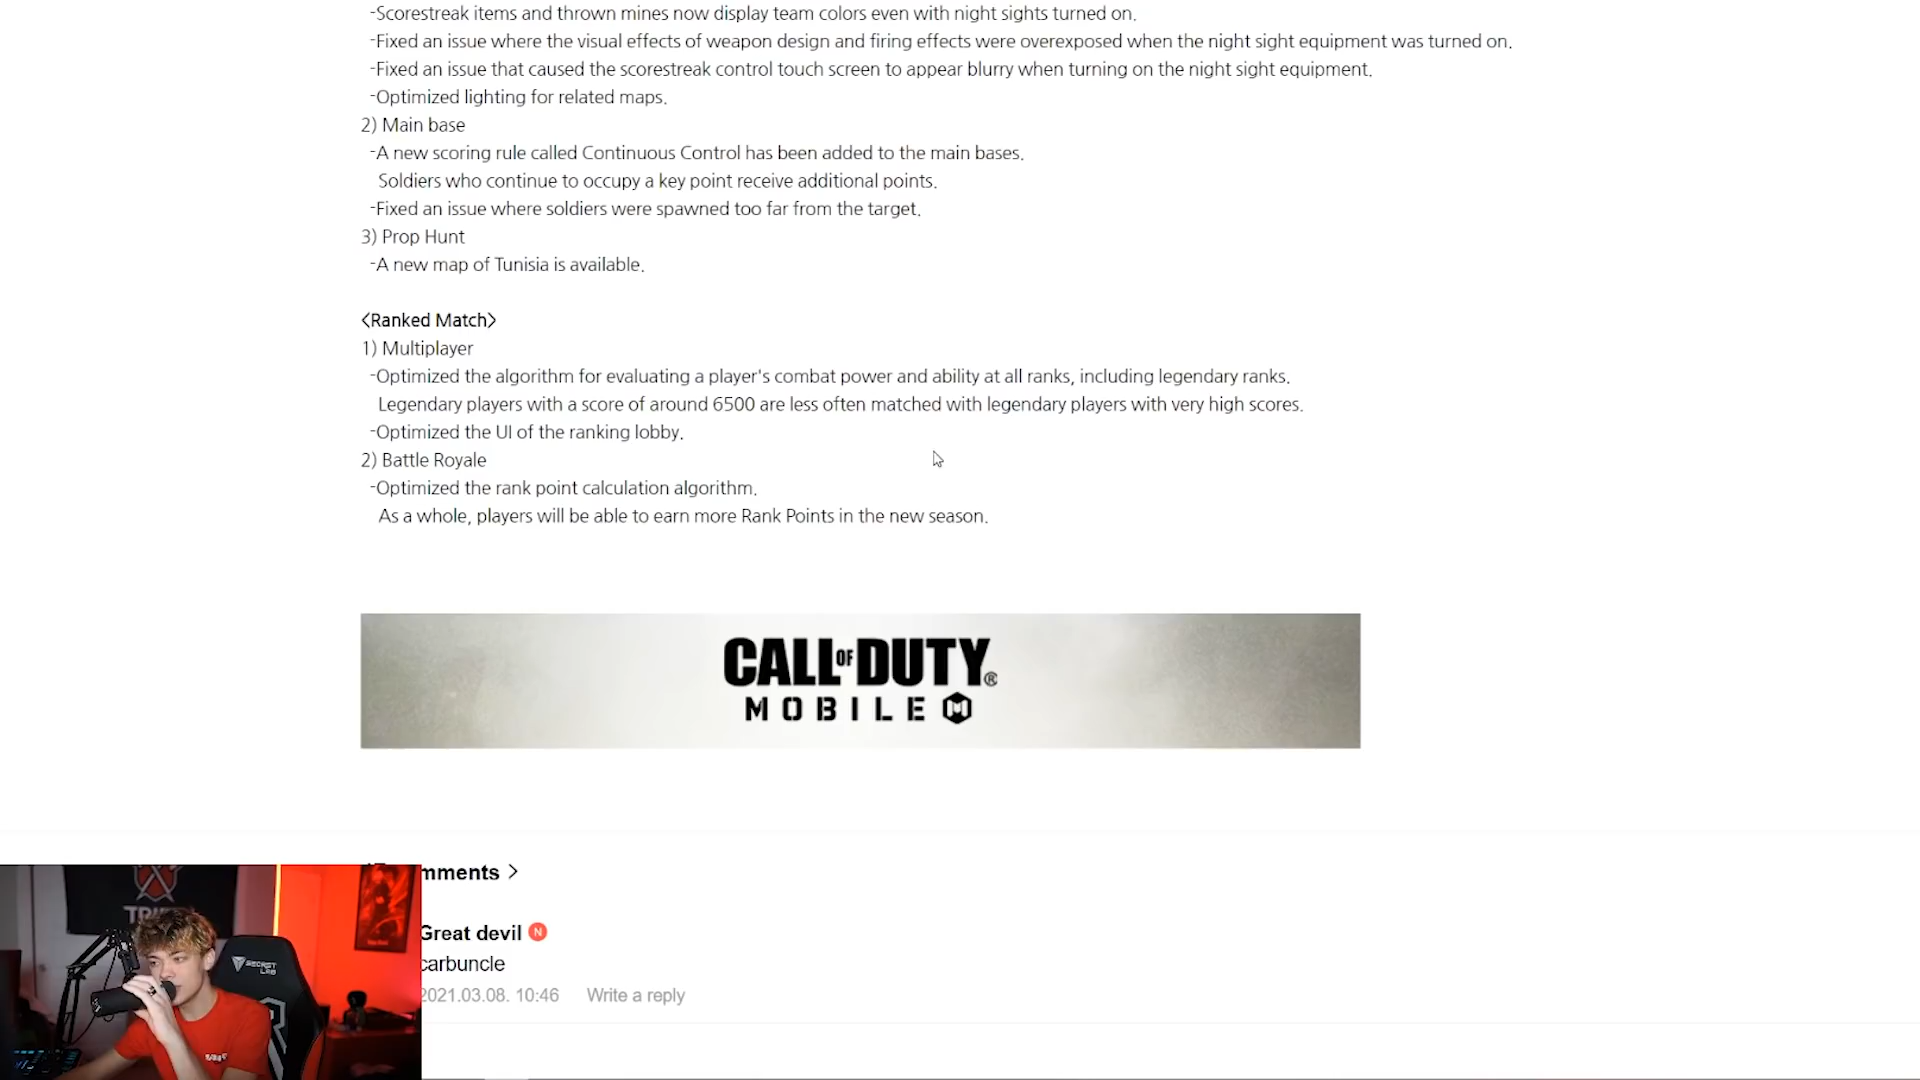 -Scorestreak items and thrown mines now display team colors even with night sights turned on.
-Fixed an issue where the visual effects of weapon design and firing effects were overexposed when the night sight equipment was turned on.
-Fixed an issue that caused the scorestreak control touch screen to appear blurry when turning on the night sight equipment.
-Optimized lighting for related maps.
2) Main base
-A new scoring rule called Continuous Control has been added to the main bases.
Soldiers who continue to occupy a key point receive additional points.
-Fixed an issue where soldiers were spawned too far from the target.
3) Prop Hunt
-A new map of Tunisia is available.
<Ranked Match>
1) Multiplayer
-Optimized the algorithm for evaluating a player's combat power and ability at all ranks, including legendary ranks.
Legendary players with a score of around 6500 are less often matched with legendary players with very high scores.
-Optimized the UI of the ranking lobby.
2) Battle Royale
-Optimized the rank point calculation algorithm.
As a whole, players will be able to earn more Rank Points in the new season.
CALL OF DUTY®
MOBILE
mments >
Great devil N
carbuncle
2021.03.08. 10:46 Write a reply
SECRET LAB